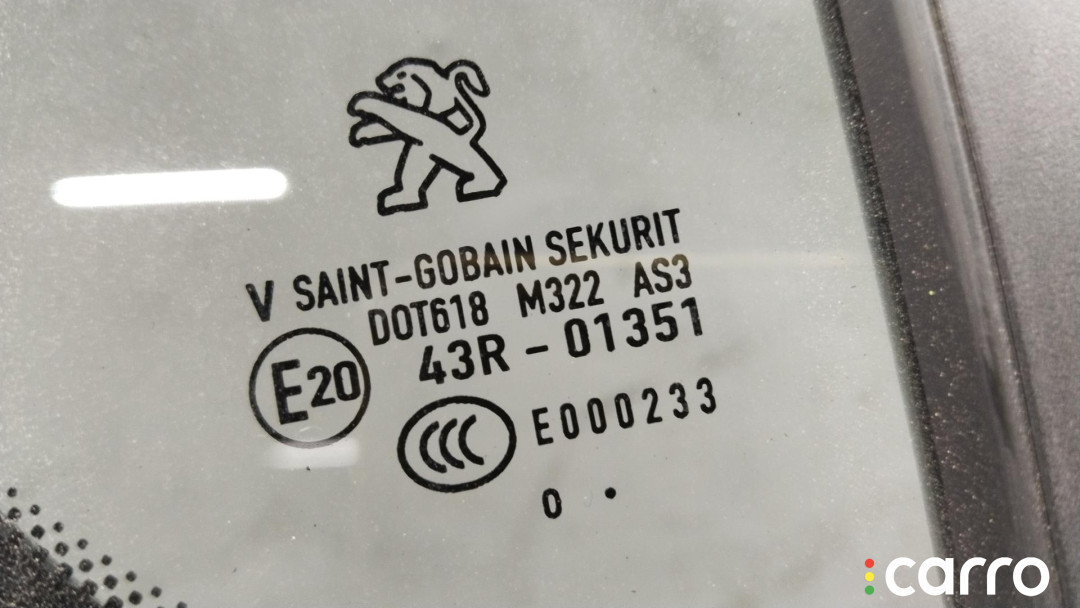 V SAINT-GOBAIN SEKURIT
DOT618 M322 AS3
E20 43R - 01351
CCC E000233
0 •
carro